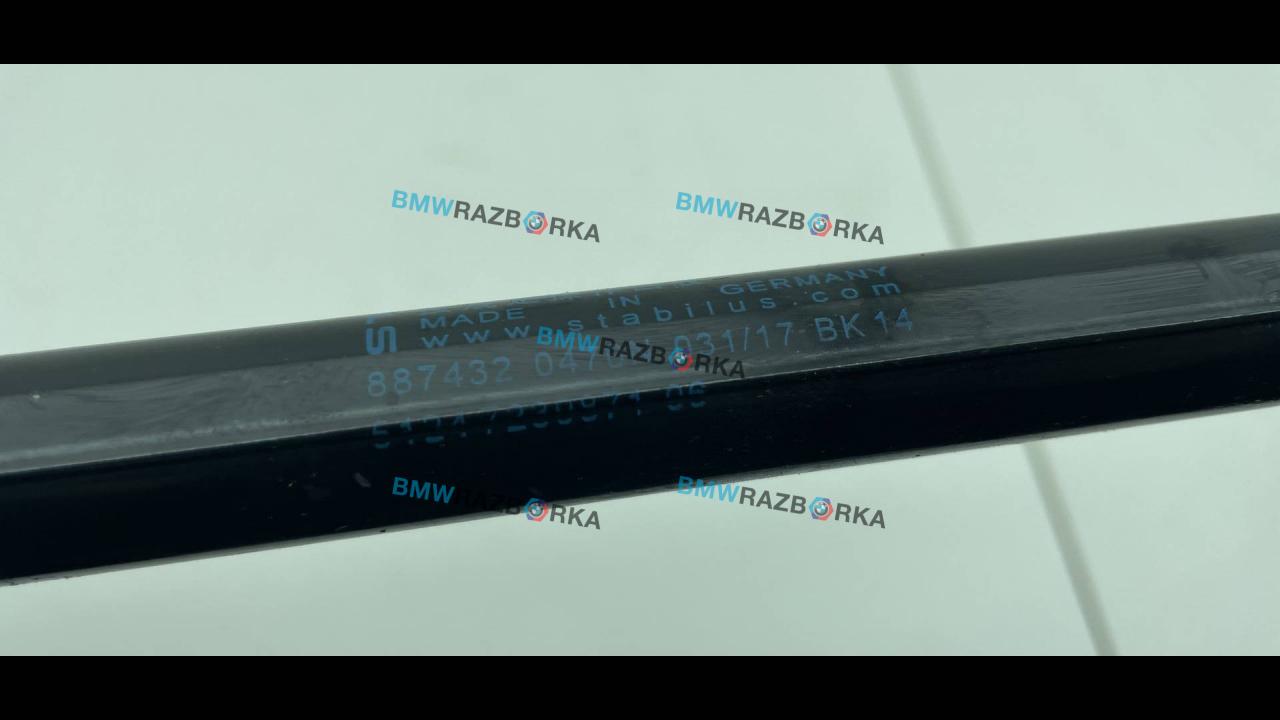 BMWRAZBORKA BMWRAZBORKA
MADE IN GERMANY
www.stabilus.com
BMWRAZBORKA
887432 031/17 BK 14
BMWRAZBORKA BMWRAZBORKA